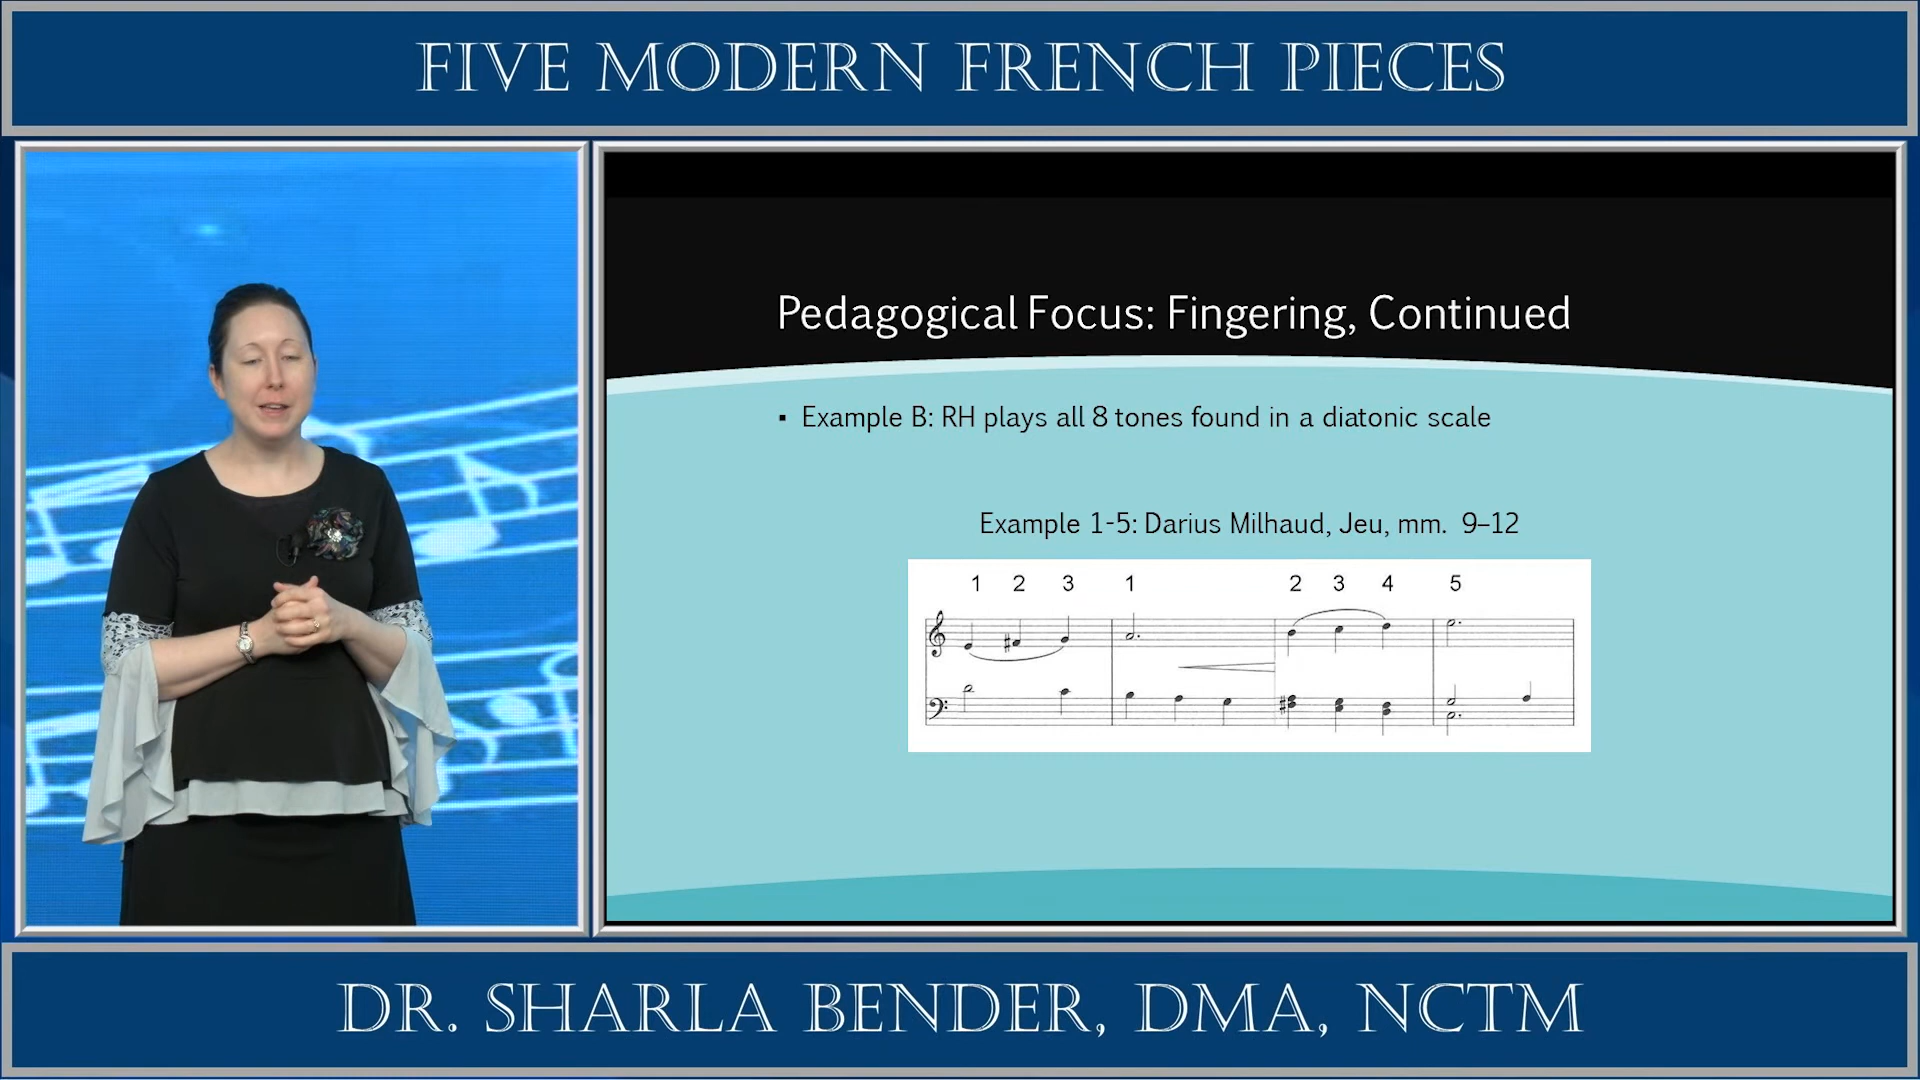 FIVE MODERN FRENCH PIECES
Pedagogical Focus: Fingering, Continued
▪ Example B: RH plays all 8 tones found in a diatonic scale
Example 1-5: Darius Milhaud, Jeu, mm. 9–12
1 2 3 1 2 3 4 5
DR. SHARLA BENDER, DMA, NCTM